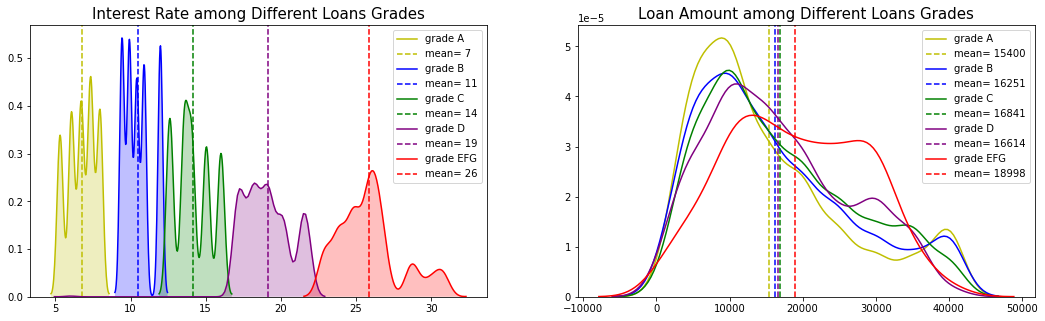 Interest Rate among Different Loans Grades
0.5
0.4
0.3
0.2
0.1
0.0
5
10
15
20
25
30
grade A
mean= 7
grade B
mean= 11
grade C
mean= 14
grade D
mean= 19
grade EFG
mean= 26
Loan Amount among Different Loans Grades
1e−5
5
4
3
2
1
0
−10000
0
10000
20000
30000
40000
50000
grade A
mean= 15400
grade B
mean= 16251
grade C
mean= 16841
grade D
mean= 16614
grade EFG
mean= 18998